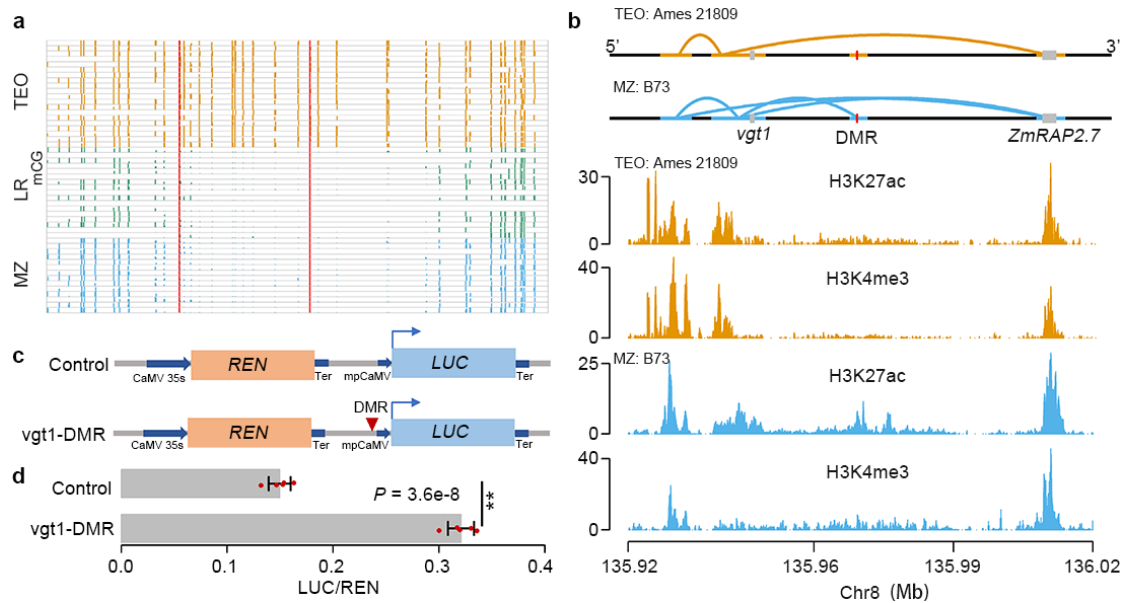 a
TEO
LR
MZ
mCG
b
TEO: Ames 21809
5’
3’
MZ: B73
vgt1
DMR
ZmRAP2.7
TEO: Ames 21809
H3K27ac
30
0
H3K4me3
40
0
MZ: B73
H3K27ac
25
0
H3K4me3
40
0
135.92
135.96
135.99
136.02
Chr8 (Mb)
c
Control
CaMV 35s
REN
Ter
mpCaMV
LUC
Ter
DMR
vgt1-DMR
CaMV 35s
REN
Ter
mpCaMV
LUC
Ter
d
Control
P = 3.6e-8
**
vgt1-DMR
0.0
0.1
0.2
0.3
0.4
LUC/REN